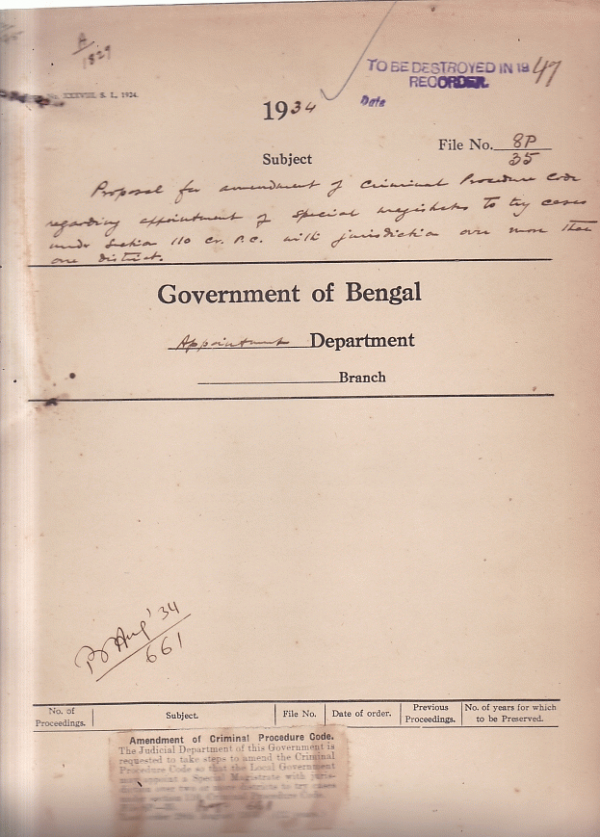 A
1829
XXXVIII. S. L. 1924.
TO BE DESTROYED IN 1947
RECORDER
Date
1934
File No. 8P
35
Subject
Proposal for amendment of Criminal Procedure Code
regarding appointment of special magistrates to try cases
under Section 110 Cr. P.C. with jurisdiction over more than
one district.
Government of Bengal
Appointment Department
Branch
Aug '34
661
No. of Proceedings.
Subject.
File No.
Date of order.
Previous Proceedings.
No. of years for which to be Preserved.
Amendment of Criminal Procedure Code.
The Judicial Department of this Government is
requested to take steps to amend the Criminal
Procedure Code so that the Local Government
may appoint a Special Magistrate with juris-
diction over two or more districts to try cases
under section 110, Criminal Procedure Code.